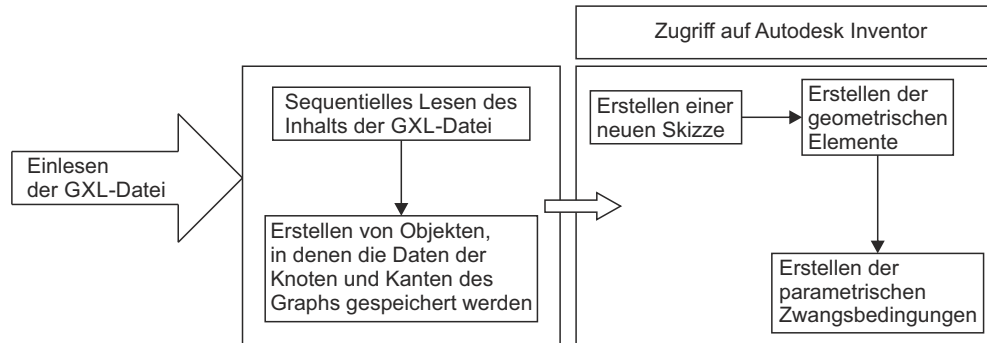 Einlesen
der GXL-Datei
Sequentielles Lesen des
Inhalts der GXL-Datei
Erstellen von Objekten,
in denen die Daten der
Knoten und Kanten des
Graphs gespeichert werden
Zugriff auf Autodesk Inventor
Erstellen einer
neuen Skizze
Erstellen der
geometrischen
Elemente
Erstellen der
parametrischen
Zwangsbedingungen